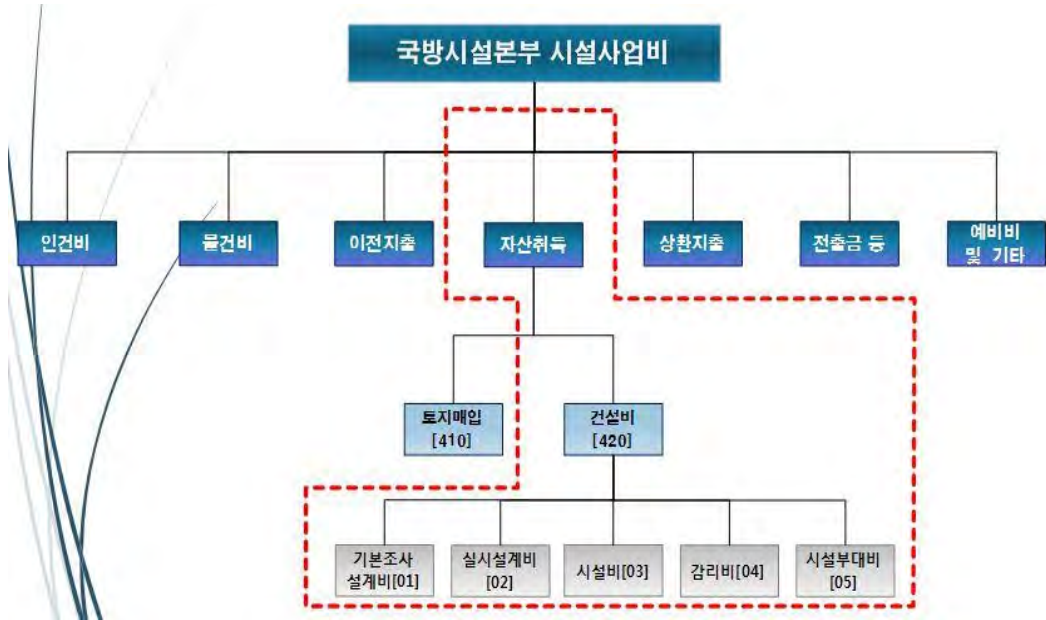 국방시설본부 시설사업비
인건비
물건비
이전지출
자산취득
상환지출
전출금 등
예비비
및 기타
토지매입
[410]
건설비
[420]
기본조사
설계비[01]
실시설계비
[02]
시설비[03]
감리비[04]
시설부대비
[05]